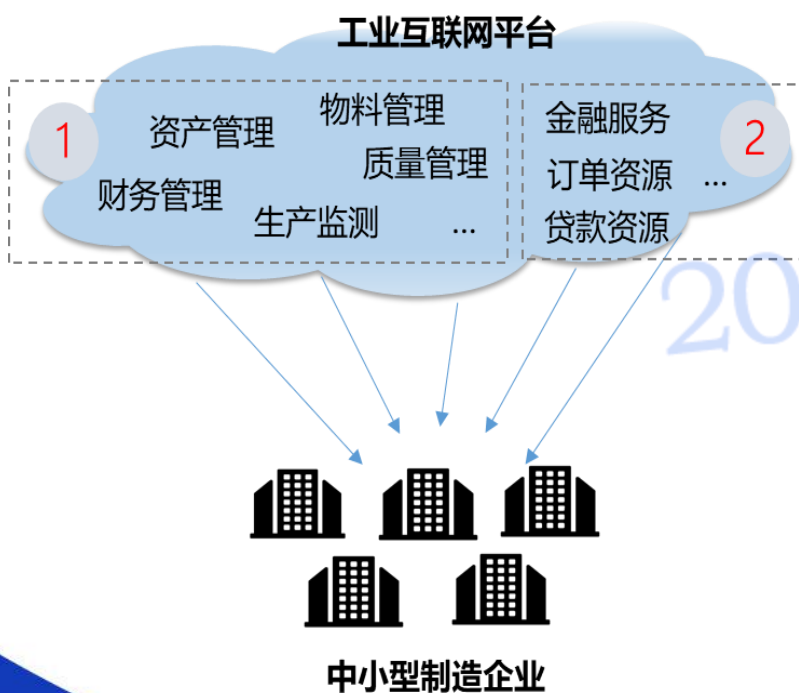 工业互联网平台
1
资产管理
物料管理
质量管理
财务管理
生产监测
...
金融服务
2
订单资源 ...
贷款资源
20
中小型制造企业